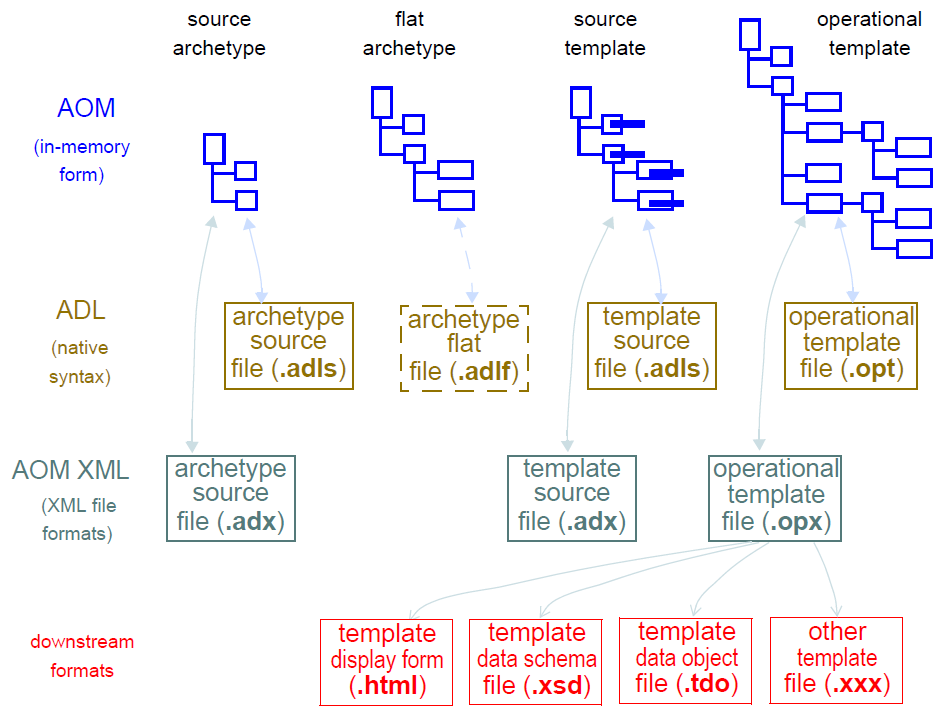 source
archetype
flat
archetype
source
template
operational
template
AOM
(in-memory
form)
ADL
(native
syntax)
archetype
source
file (.adls)
archetype
flat
file (.adlf)
template
source
file (.adls)
operational
template
file (.opt)
AOM XML
(XML file
formats)
archetype
source
file (.adx)
template
source
file (.adx)
operational
template
file (.opx)
downstream
formats
template
display form
(.html)
template
data schema
file (.xsd)
template
data object
file (.tdo)
other
template
file (.xxx)